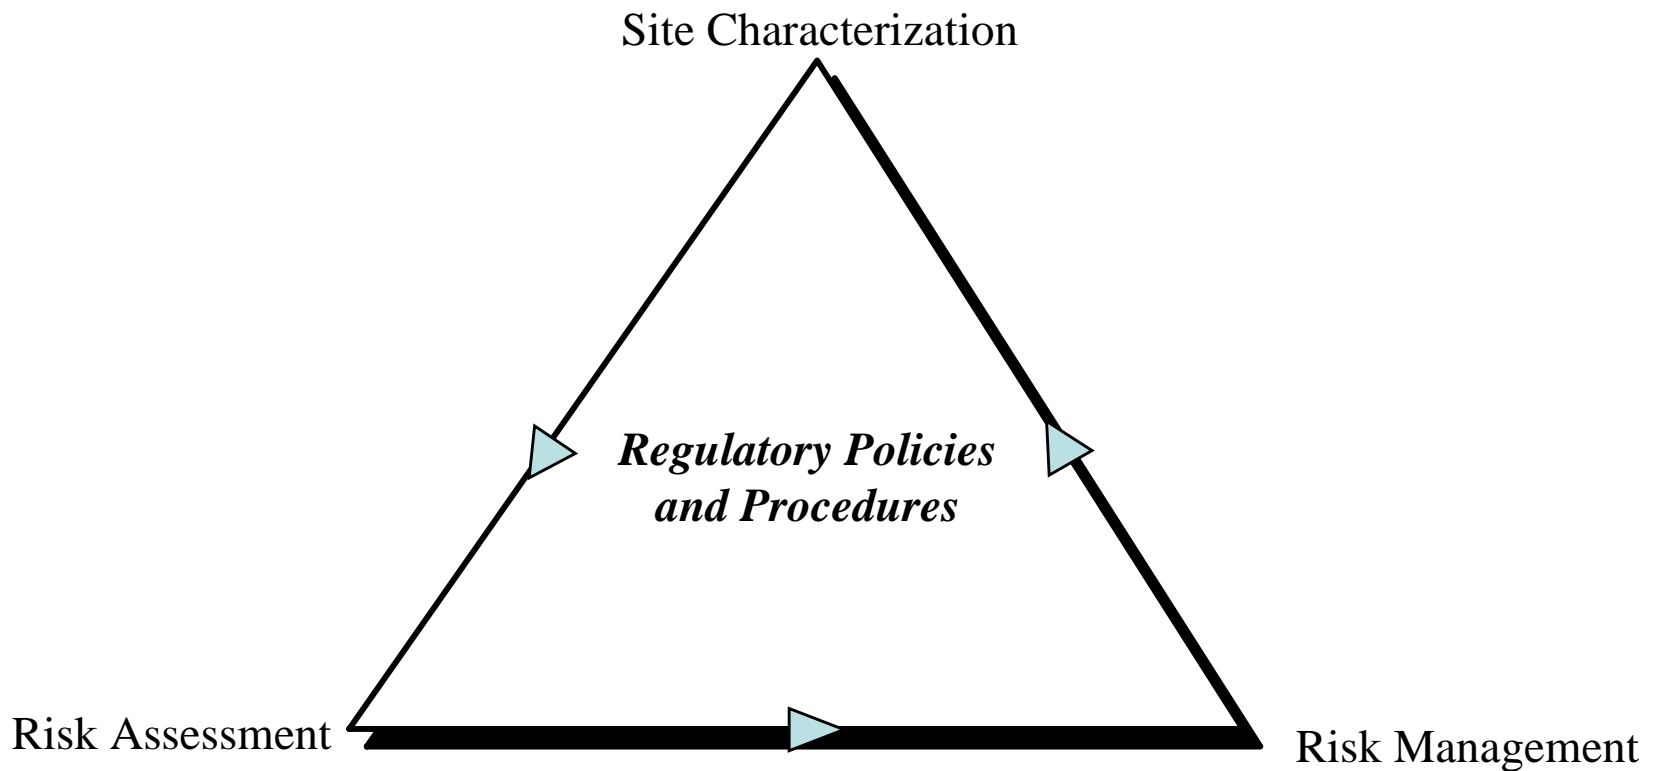 Site Characterization
Regulatory Policies
and Procedures
Risk Assessment
Risk Management